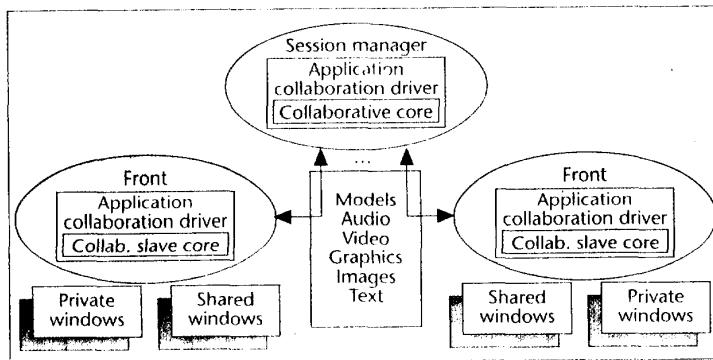 Session manager
Application
collaboration driver
Collaborative core
...
Front
Application
collaboration driver
Collab. slave core
Models
Audio
Video
Graphics
Images
Text
Front
Application
collaboration driver
Collab. slave core
Private
windows
Shared
windows
Shared
windows
Private
windows